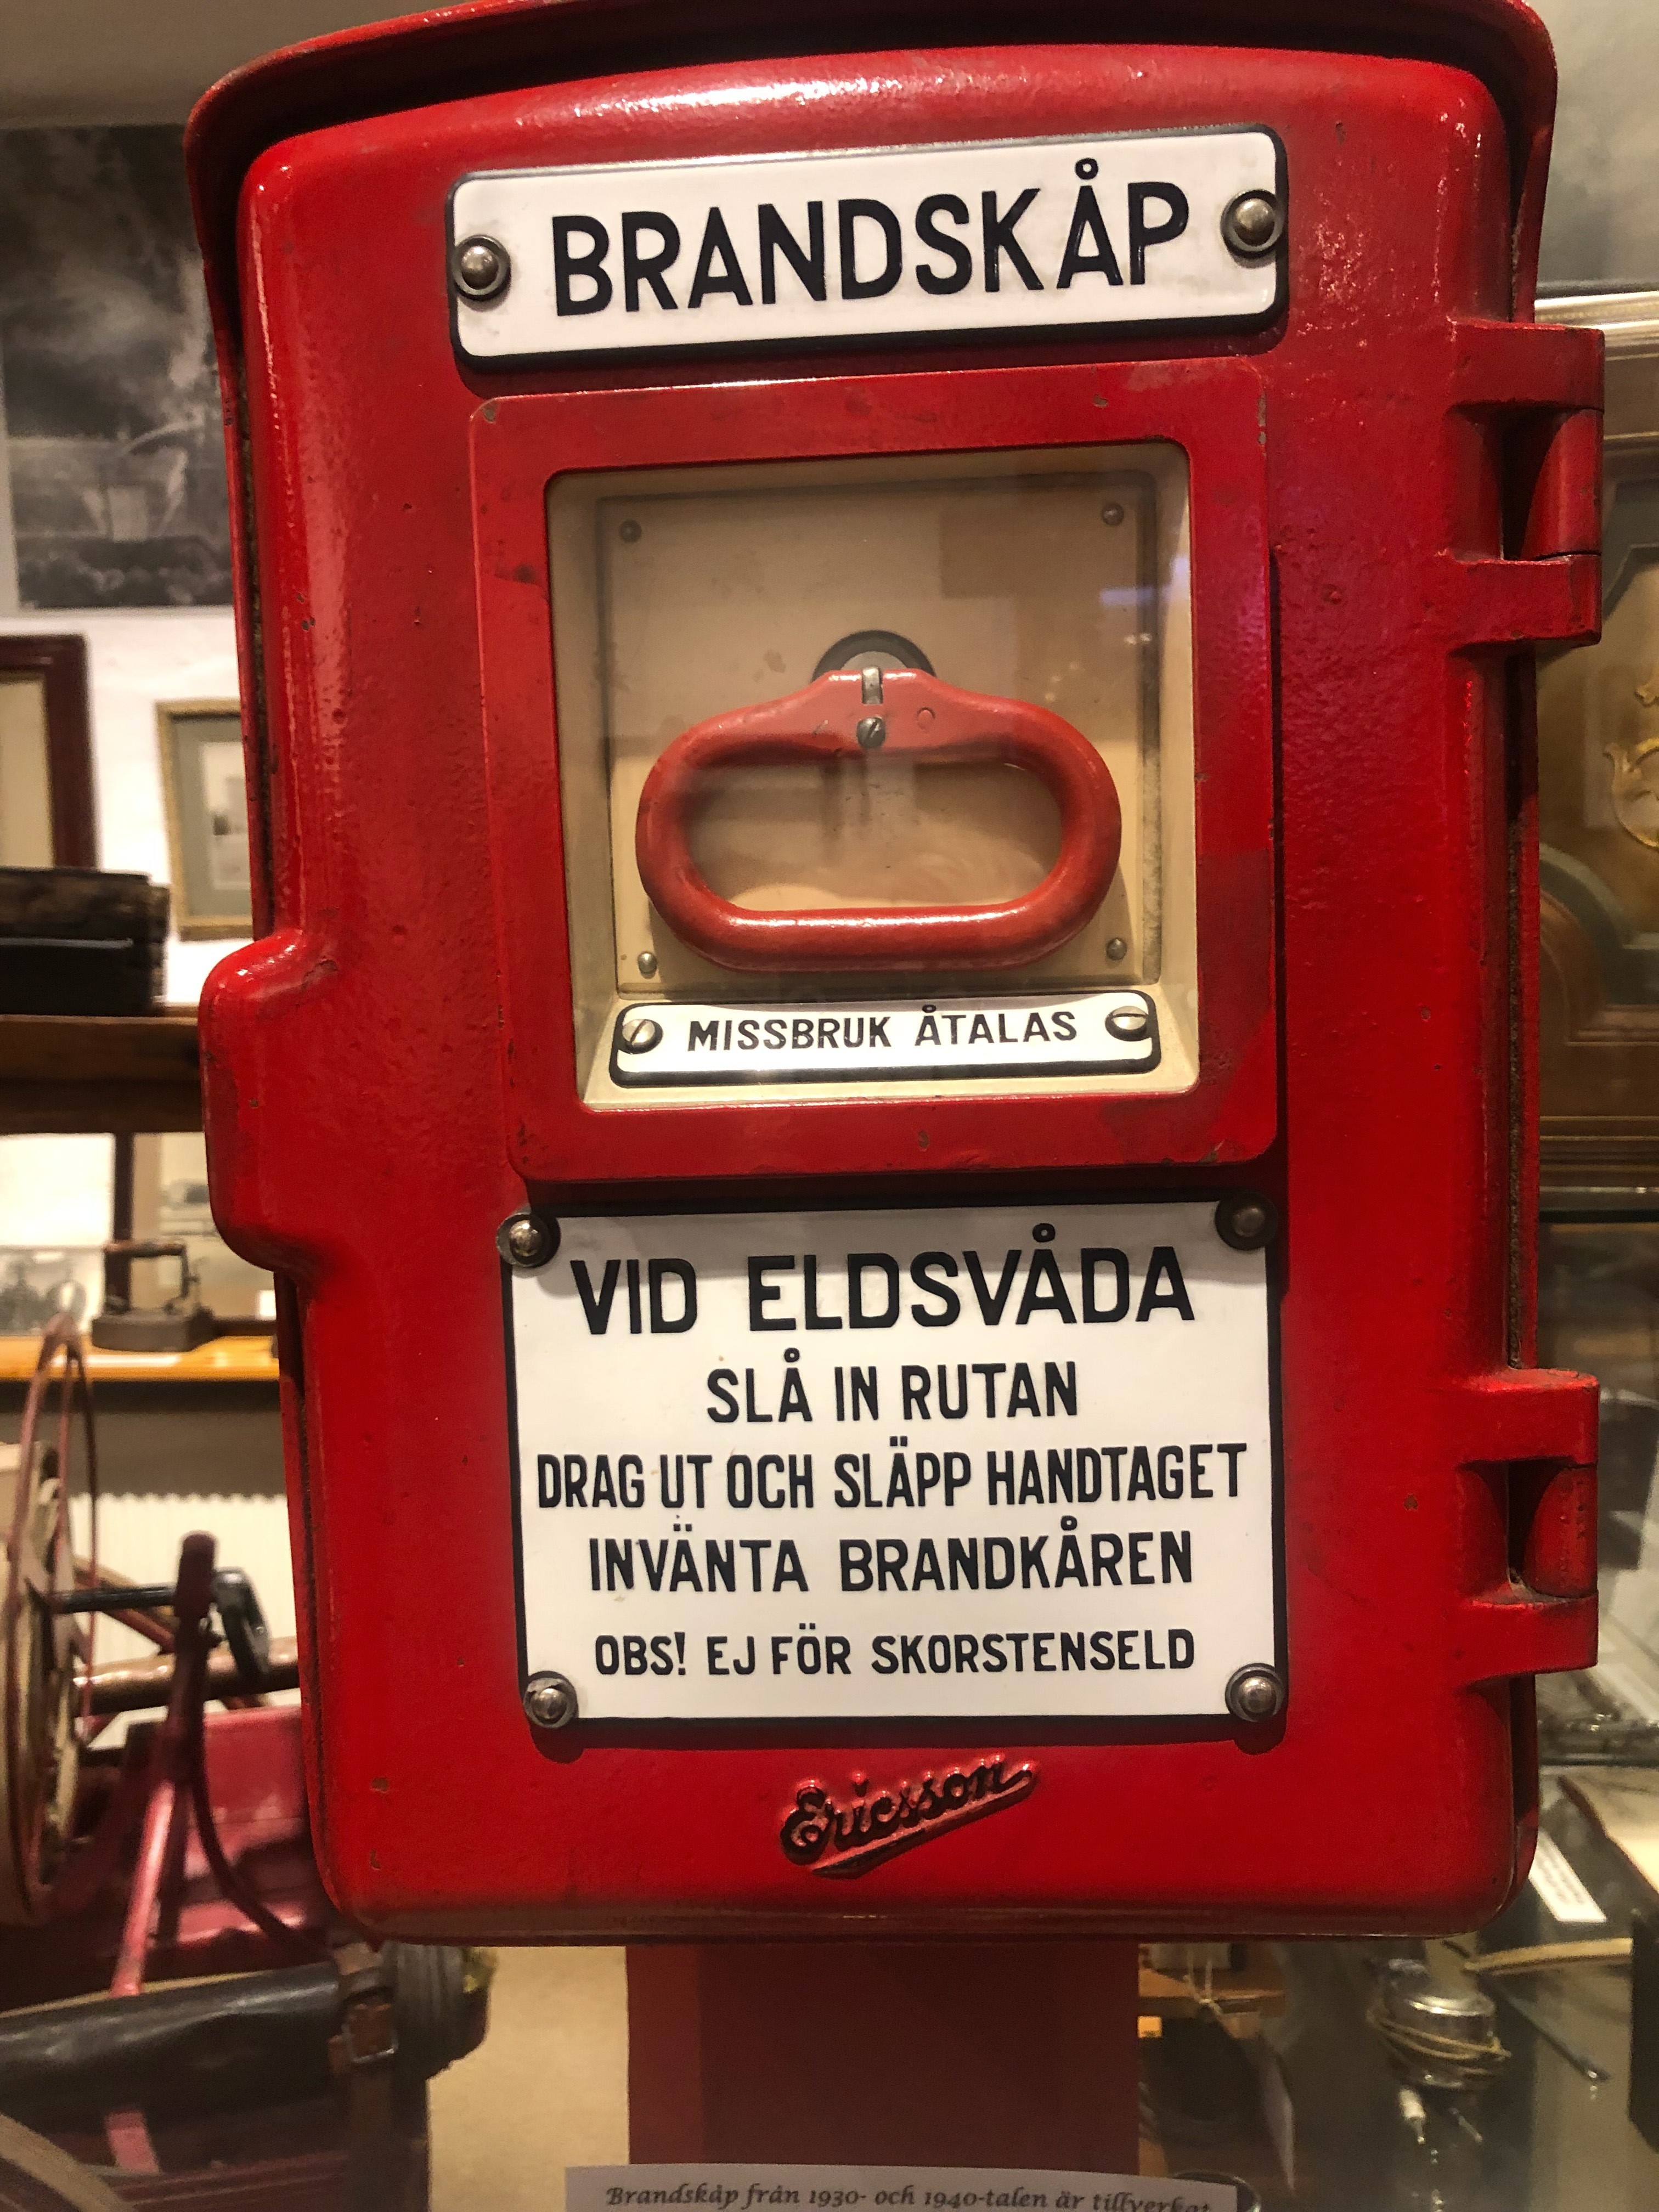 BRANDSKÅP
MISSBRUK ÅTALAS
VID ELDSVÅDA
SLÅ IN RUTAN
DRAG UT OCH SLÄPP HANDTAGET
INVÄNTA BRANDKÅREN
OBS! EJ FÖR SKORSTENSELD
Ericsson
Brandskåp från 1930- och 1940-talen är tillverkat